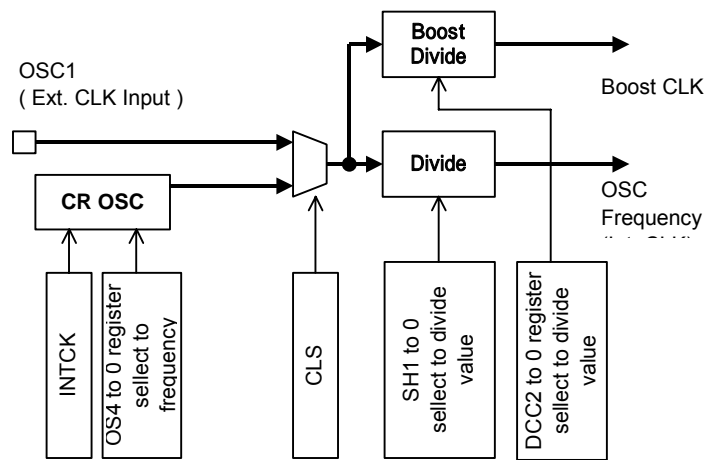 Boost
Divide
OSC1
( Ext. CLK Input )
Boost CLK
Divide
CR OSC
OSC
Frequency
INTCK
OS4 to 0 register
sellect to
frequency
CLS
SH1 to 0
sellect to divide
value
DCC2 to 0 register
sellect to divide
value